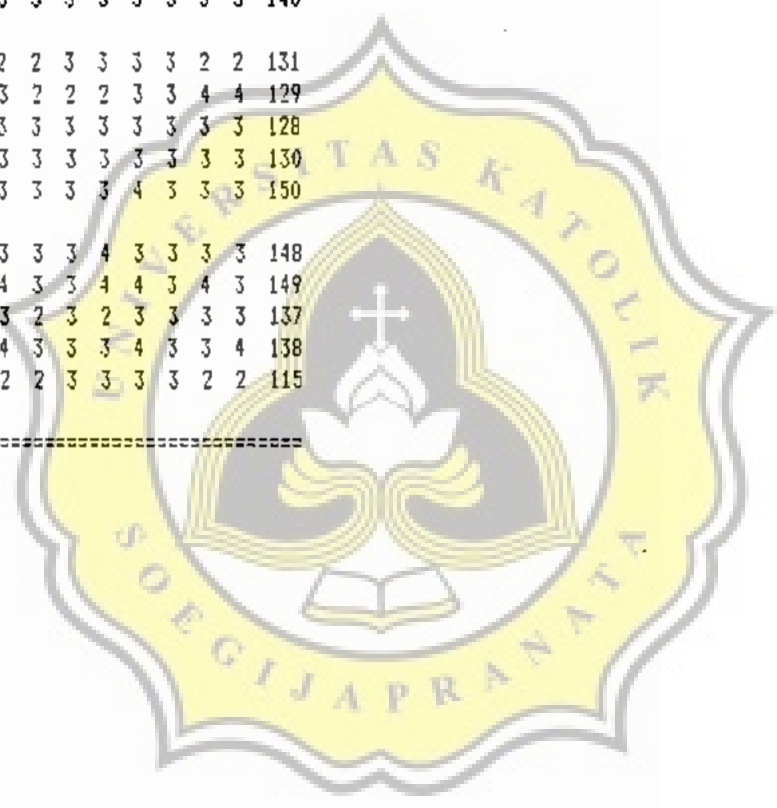 2 2 3 3 3 3 2 2 131
3 2 2 2 3 3 4 4 129
3 3 3 3 3 3 3 3 128
3 3 3 3 3 3 3 3 130
3 3 3 3 4 3 3 3 150
3 3 3 4 3 3 3 3 148
4 3 3 4 4 3 4 3 149
3 2 3 2 3 3 3 3 137
4 3 3 3 4 3 3 4 138
2 2 3 3 3 3 2 2 115
UNIVERSITAS KATOLIK
SOEGIJAPRANATA